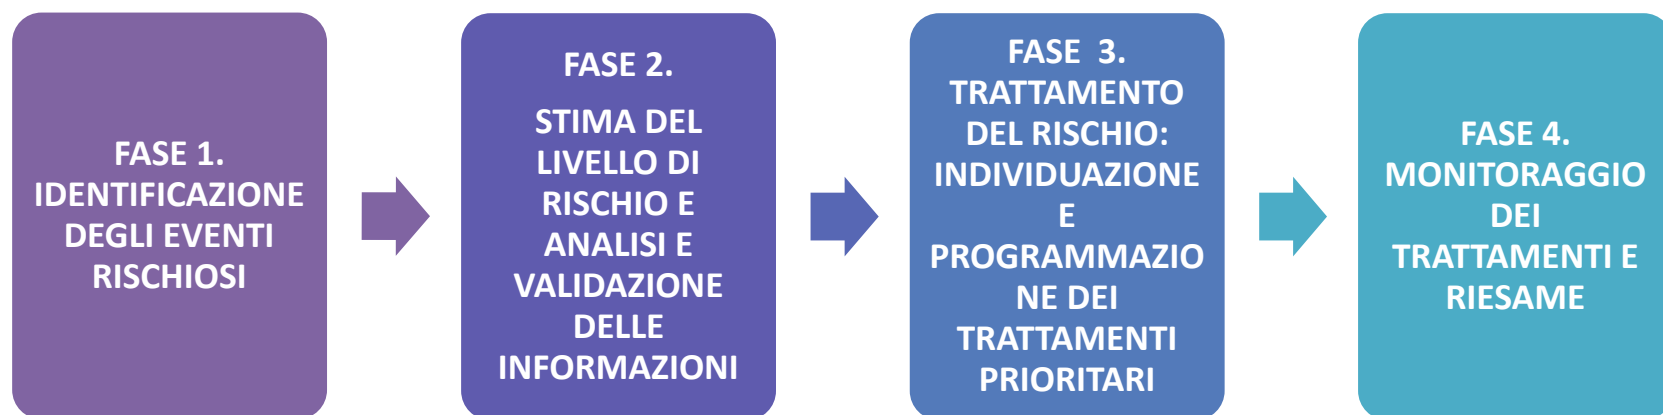 FASE 1.
IDENTIFICAZIONE
DEGLI EVENTI
RISCHIOSI
FASE 2.
STIMA DEL
LIVELLO DI
RISCHIO E
ANALISI E
VALIDAZIONE
DELLE
INFORMAZIONI
FASE 3.
TRATTAMENTO
DEL RISCHIO:
INDIVIDUAZIONE
E
PROGRAMMAZIO
NE DEI
TRATTAMENTI
PRIORITARI
FASE 4.
MONITORAGGIO
DEI
TRATTAMENTI E
RIESAME